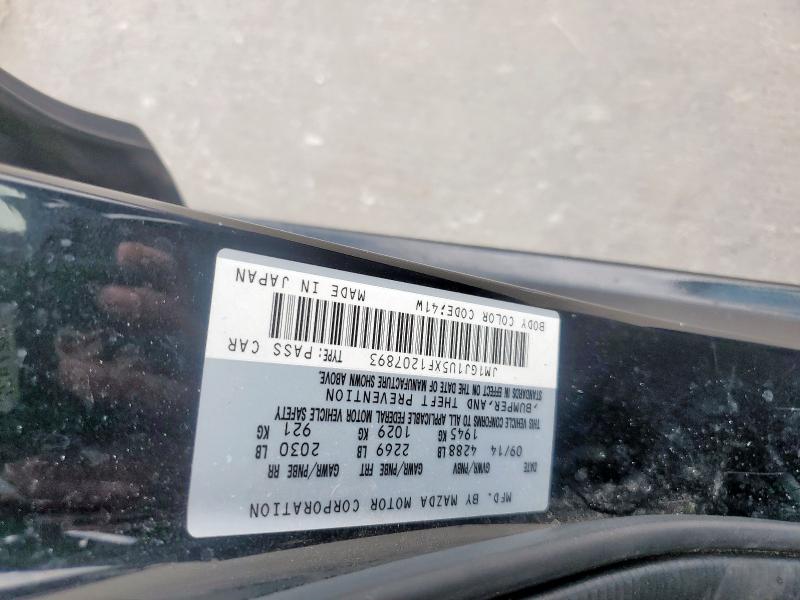 MFD. BY MAZDA MOTOR CORPORATION
DATE GVWR/PNBV GAWR/PNBE FRT GAWR/PNBE RR
09/14 4288 LB 2269 LB 2030 LB
1945 KG 1029 KG 921 KG
THIS VEHICLE CONFORMS TO ALL APPLICABLE FEDERAL MOTOR VEHICLE SAFETY
, BUMPER, AND THEFT PREVENTION
STANDARDS IN EFFECT ON THE DATE OF MANUFACTURE SHOWN ABOVE.
JM1GJ1U5XF1207893 TYPE: PASS CAR
BODY COLOR CODE:41W MADE IN JAPAN